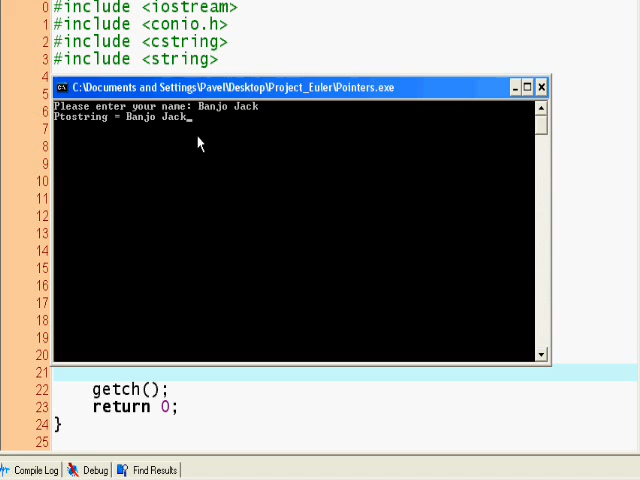 0 #include <iostream>
1 #include <conio.h>
2 #include <cstring>
3 #include <string>
4
5 C:\Documents and Settings\Pavel\Desktop\Project_Euler\Pointers.exe
6 Please enter your name: Banjo Jack
Ptostring = Banjo Jack_
7
8
9
10
11
12
13
14
15
16
17
18
19
20
21
22 getch();
23 return 0;
24 }
25
Compile Log Debug Find Results